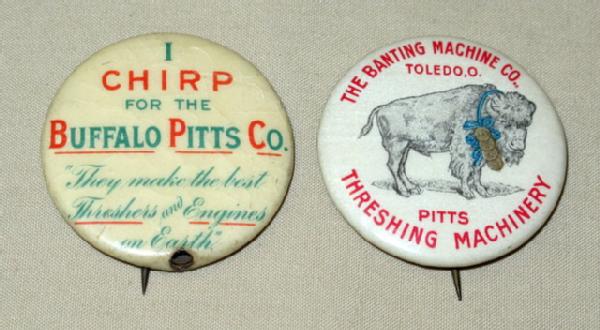 I
CHIRP
FOR THE
BUFFALO PITTS CO.
"They make the best
Threshers and Engines
on Earth."
THE BANTING MACHINE CO.,
TOLEDO, O.
PITTS
THRESHING MACHINERY